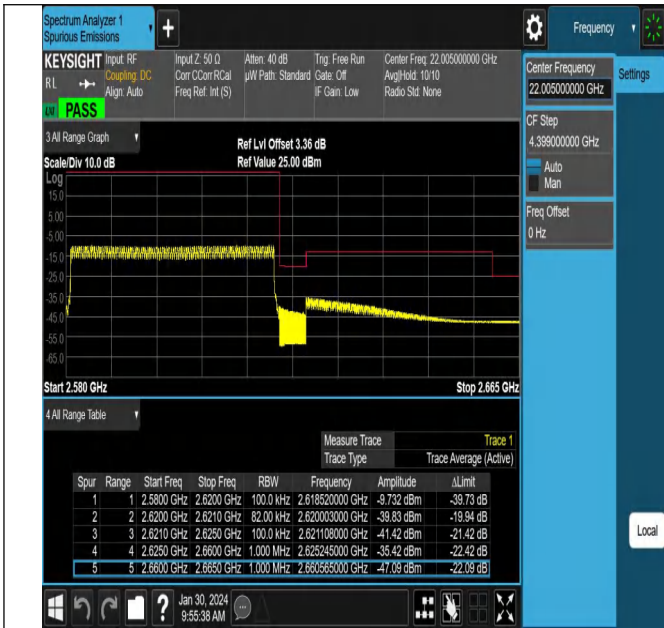 Spectrum Analyzer 1
Spurious Emissions
Frequency
KEYSIGHT Input: RF Input Z: 50 Ω Atten: 40 dB Trig: Free Run Center Freq: 22.005000000 GHz
RL Coupling: DC Corr CCorr RCal µW Path: Standard Gate: Off Avg|Hold: 10/10
Align: Auto Freq Ref: Int (S) IF Gain: Low Radio Std: None
PASS
Center Frequency
22.005000000 GHz
Settings
CF Step
4.399000000 GHz
Auto
Man
Freq Offset
0 Hz
Local
3 All Range Graph
Ref Lvl Offset 3.36 dB
Scale/Div 10.0 dB Ref Value 25.00 dBm
Log
15.0
5.00
-5.00
-15.0
-25.0
-35.0
-45.0
-55.0
-65.0
Start 2.580 GHz Stop 2.665 GHz
4 All Range Table
Measure Trace Trace 1
Trace Type Trace Average (Active)
Spur Range Start Freq Stop Freq RBW Frequency Amplitude ΔLimit
1 1 2.5800 GHz 2.6200 GHz 100.0 kHz 2.618520000 GHz -9.732 dBm -39.73 dB
2 2 2.6200 GHz 2.6210 GHz 82.00 kHz 2.620003000 GHz -39.83 dBm -19.94 dB
3 3 2.6210 GHz 2.6250 GHz 100.0 kHz 2.621108000 GHz -41.42 dBm -21.42 dB
4 4 2.6250 GHz 2.6600 GHz 1.000 MHz 2.625245000 GHz -35.42 dBm -22.42 dB
5 5 2.6600 GHz 2.6650 GHz 1.000 MHz 2.660565000 GHz -47.09 dBm -22.09 dB
Jan 30, 2024
9:55:38 AM